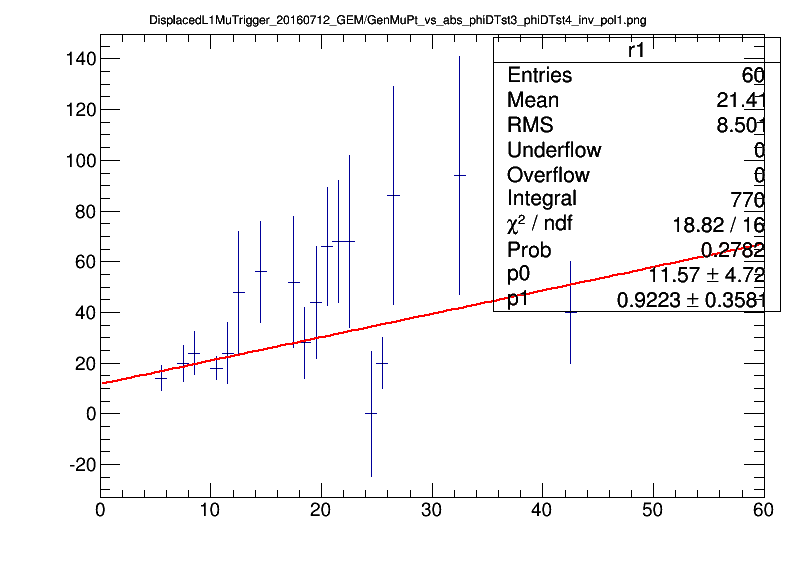 DisplacedL1MuTrigger_20160712_GEM/GenMuPt_vs_abs_phiDTst3_phiDTst4_inv_pol1.png
r1
Entries 60
Mean 21.41
RMS 8.501
Underflow 0
Overflow 0
Integral 770
χ² / ndf 18.82 / 16
Prob 0.2782
p0 11.57 ± 4.72
p1 0.9223 ± 0.3581
140
120
100
80
60
40
20
0
-20
0 10 20 30 40 50 60